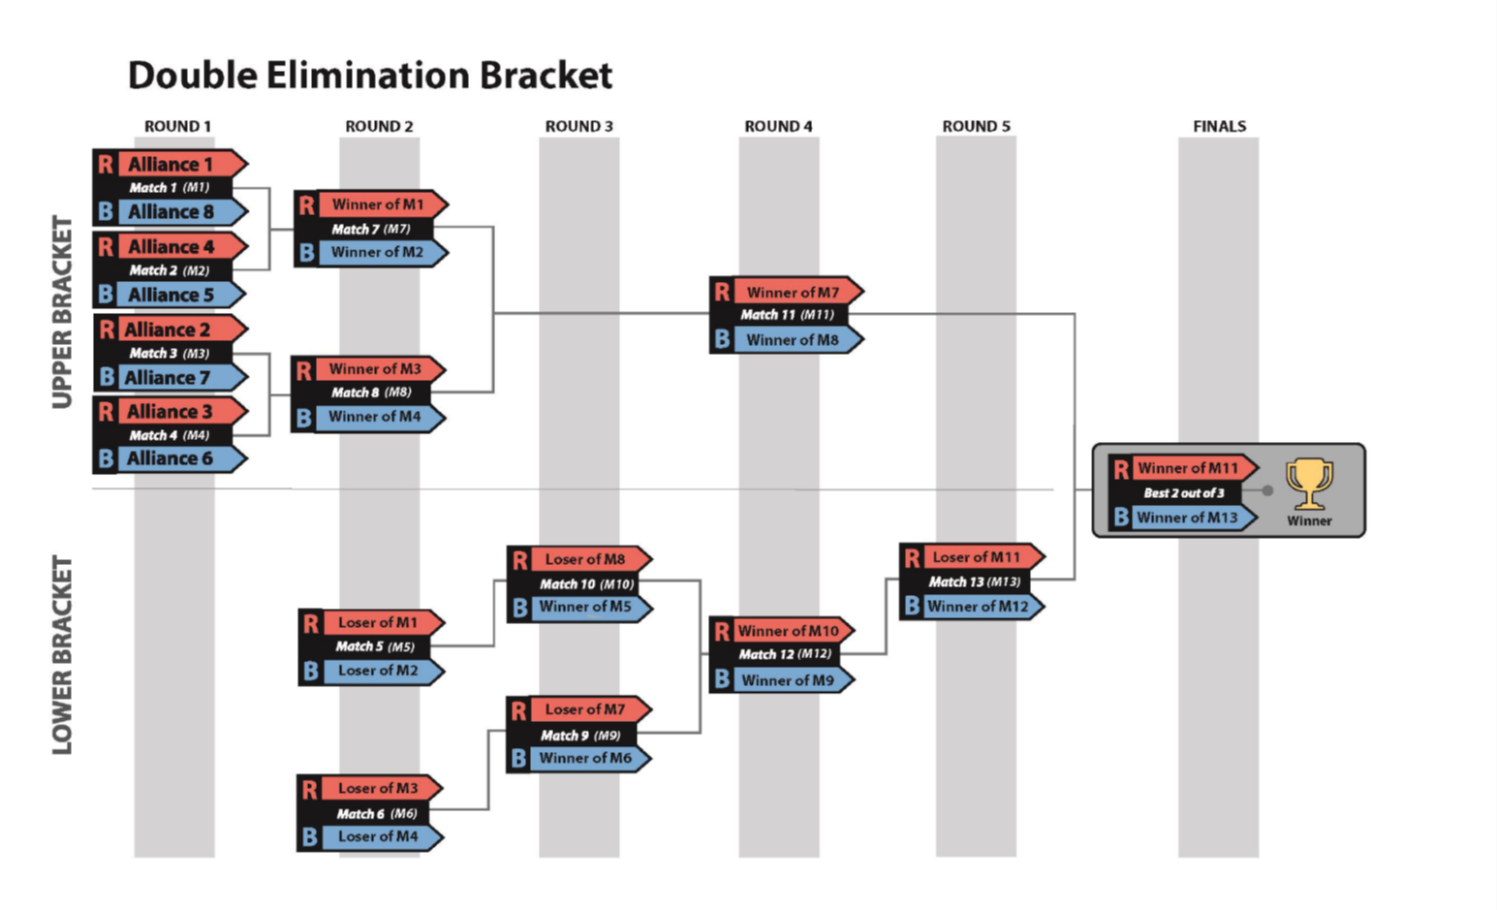 Double Elimination Bracket
ROUND 1
ROUND 2
ROUND 3
ROUND 4
ROUND 5
FINALS
UPPER BRACKET
R Alliance 1
Match 1 (M1)
B Alliance 8
R Alliance 4
Match 2 (M2)
B Alliance 5
R Alliance 2
Match 3 (M3)
B Alliance 7
R Alliance 3
Match 4 (M4)
B Alliance 6
R Winner of M1
Match 7 (M7)
B Winner of M2
R Winner of M3
Match 8 (M8)
B Winner of M4
R Winner of M7
Match 11 (M11)
B Winner of M8
R Winner of M11
Best 2 out of 3
B Winner of M13
Winner
LOWER BRACKET
R Loser of M1
Match 5 (M5)
B Loser of M2
R Loser of M3
Match 6 (M6)
B Loser of M4
R Loser of M8
Match 10 (M10)
B Winner of M5
R Loser of M7
Match 9 (M9)
B Winner of M6
R Winner of M10
Match 12 (M12)
B Winner of M9
R Loser of M11
Match 13 (M13)
B Winner of M12